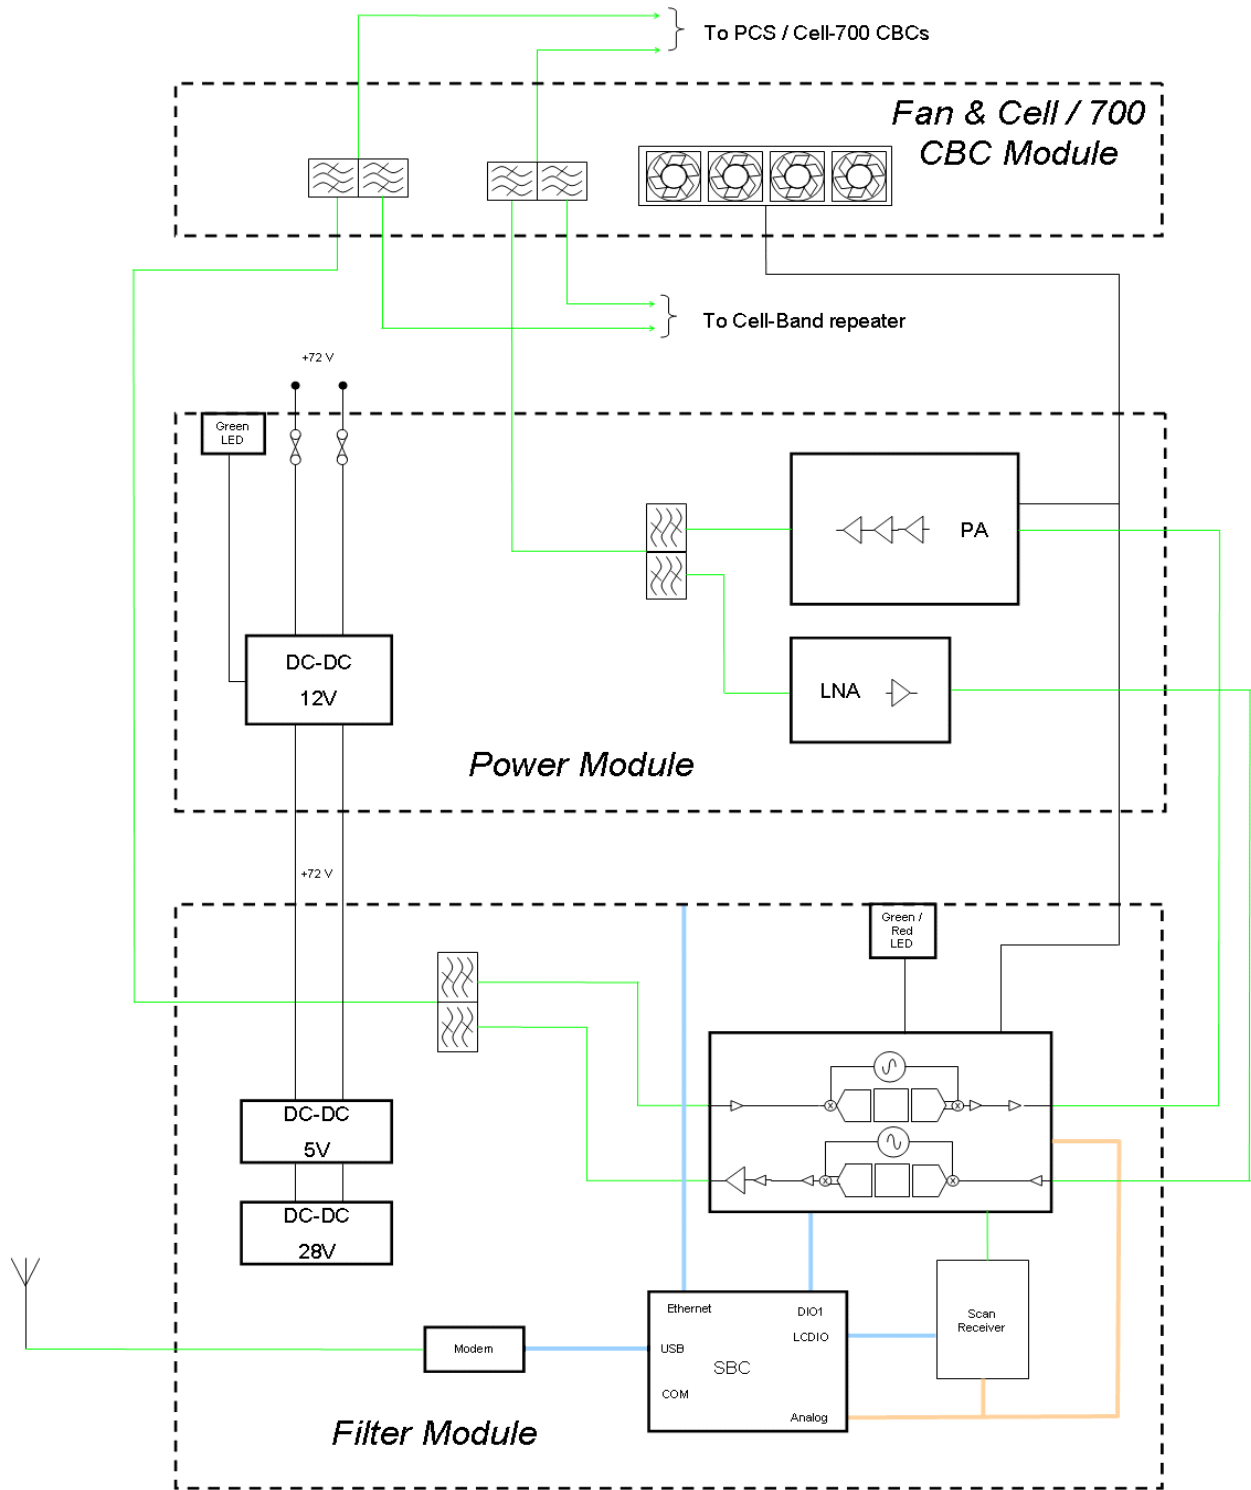 To PCS / Cell-700 CBCs
Fan & Cell / 700
CBC Module
To Cell-Band repeater
+72 V
Green
LED
PA
DC-DC
12V
LNA
Power Module
+72 V
Green /
Red
LED
DC-DC
5V
DC-DC
28V
Ethernet
DIO1
LCDIO
USB
SBC
COM
Analog
Scan
Receiver
Modem
Filter Module